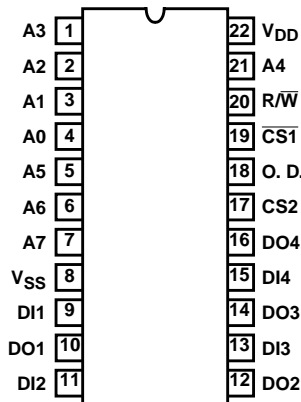 A3 1 22 VDD
A2 2 21 A4
A1 3 20 R/W̅
A0 4 19 C̅S̅1̅
A5 5 18 O. D.
A6 6 17 CS2
A7 7 16 DO4
VSS 8 15 DI4
DI1 9 14 DO3
DO1 10 13 DI3
DI2 11 12 DO2